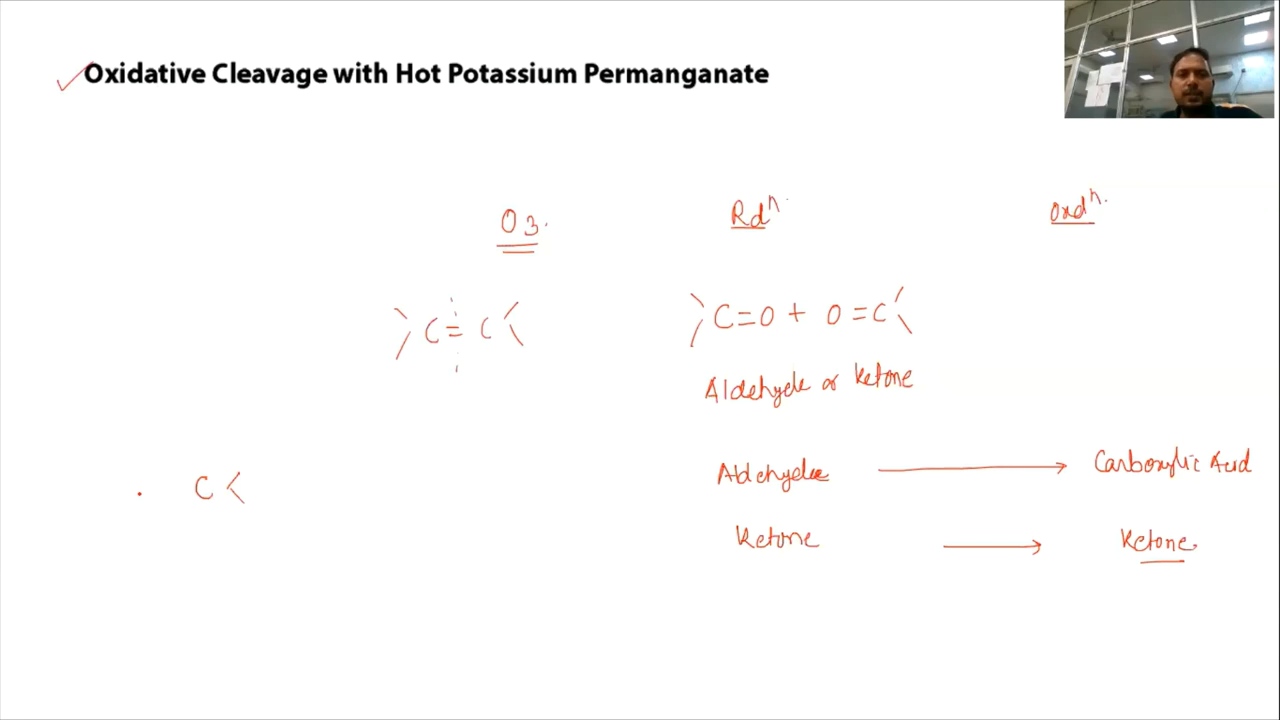 Oxidative Cleavage with Hot Potassium Permanganate
O3. Rdⁿ. Oxdⁿ.
C = C C=O + O=C
Aldehyde or Ketone
Aldehyde → Carboxylic Acid
C
Ketone → Ketone.